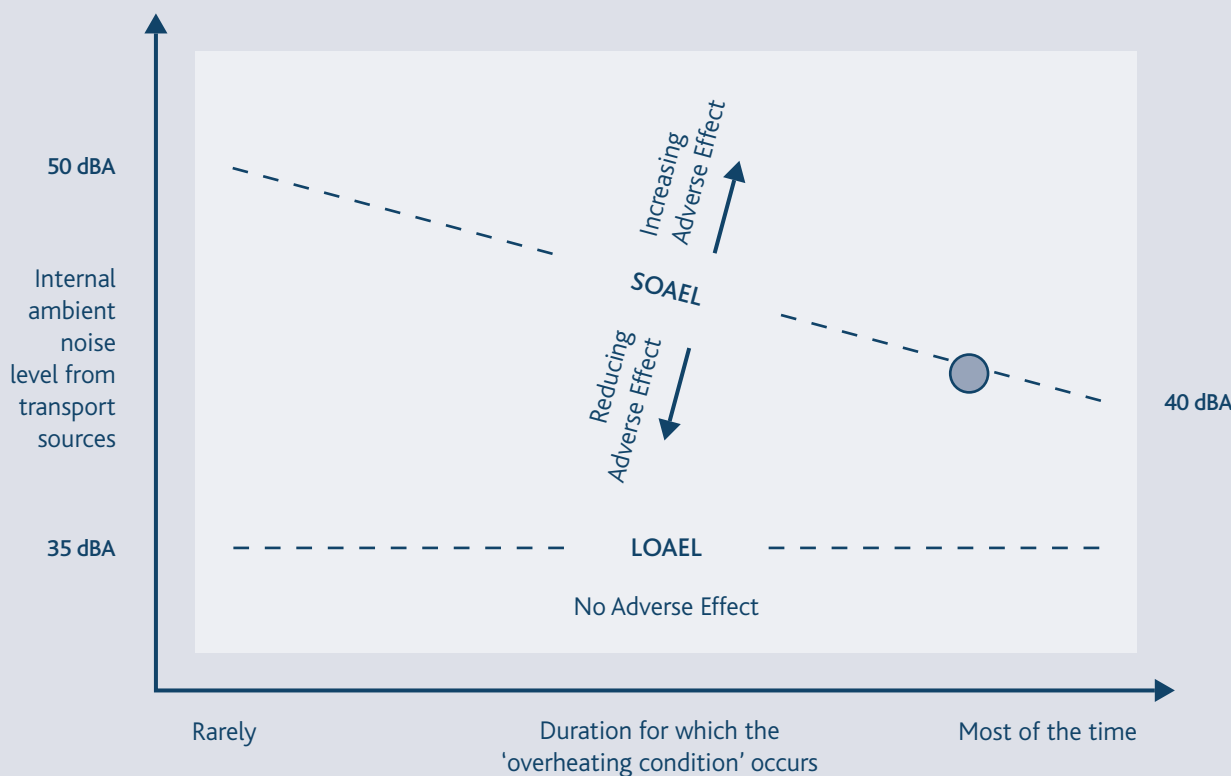 50 dBA
Increasing
Adverse Effect
Internal
ambient
noise
level from
transport
sources
SOAEL
Reducing
Adverse Effect
40 dBA
35 dBA
LOAEL
No Adverse Effect
Rarely
Duration for which the
‘overheating condition’ occurs
Most of the time